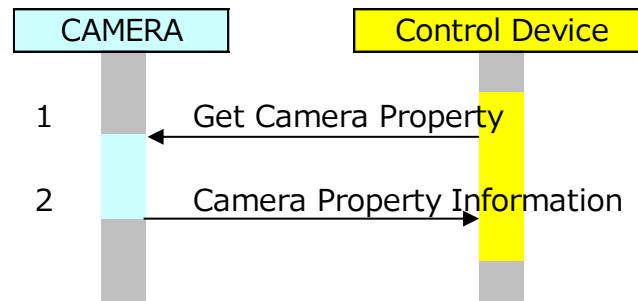 CAMERA
Control Device
1
Get Camera Property
2
Camera Property Information